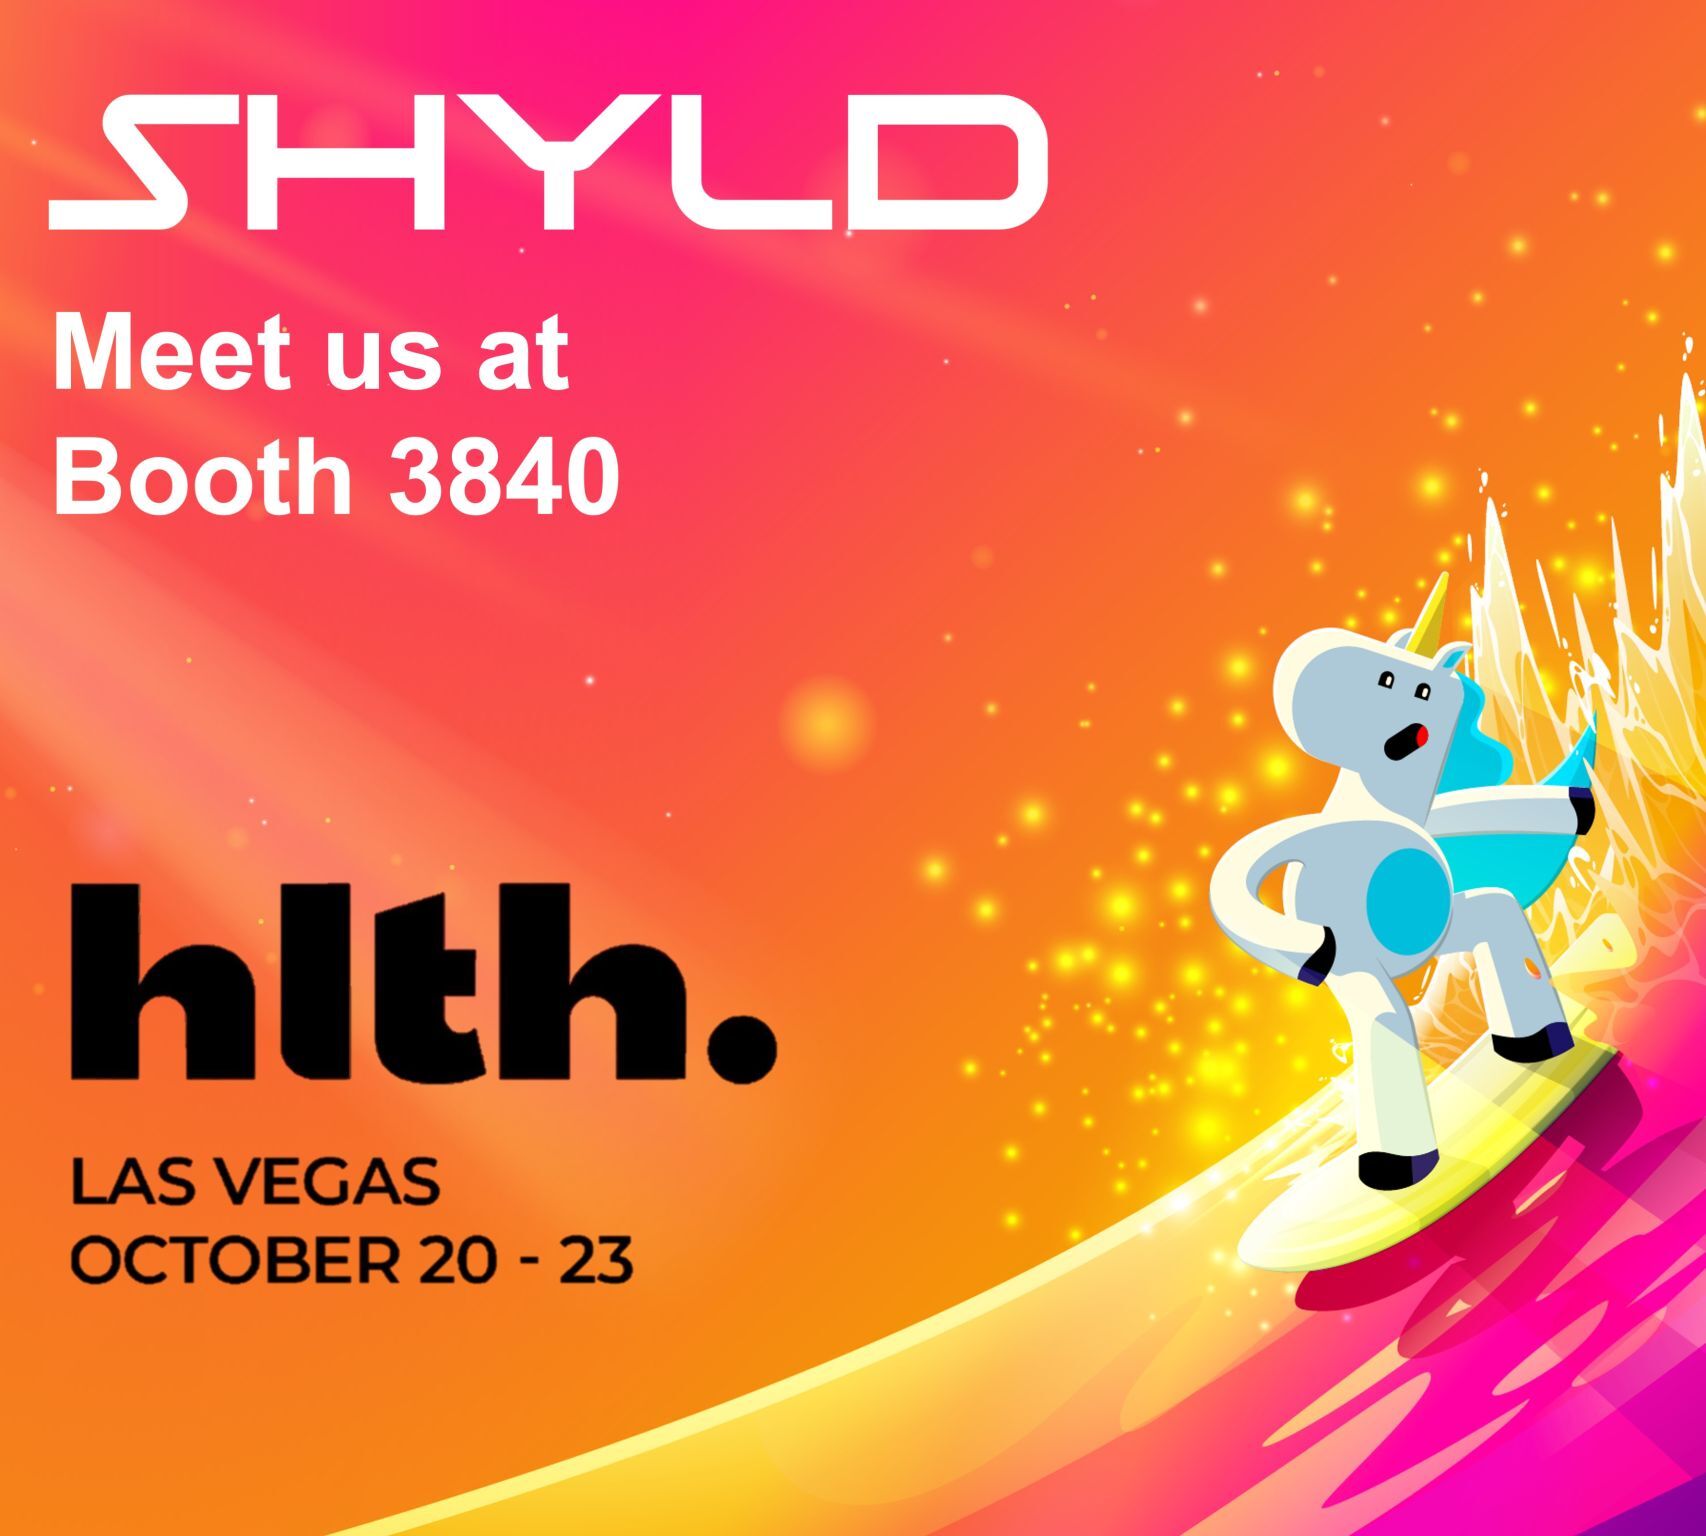 SHYLD
Meet us at
Booth 3840
hlth.
LAS VEGAS
OCTOBER 20 - 23